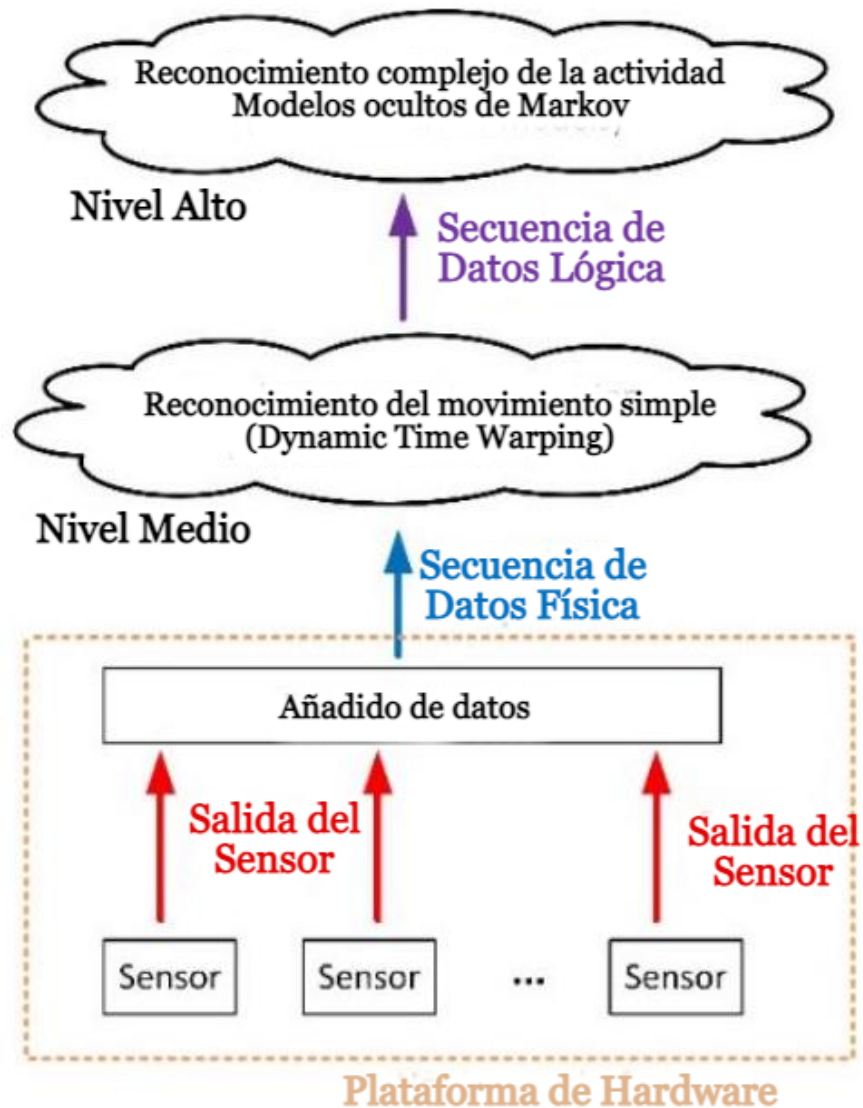 Reconocimiento complejo de la actividad
Modelos ocultos de Markov
Nivel Alto
Secuencia de
Datos Lógica
Reconocimiento del movimiento simple
(Dynamic Time Warping)
Nivel Medio
Secuencia de
Datos Física
Añadido de datos
Salida del
Sensor
Salida del
Sensor
Sensor
Sensor
...
Sensor
Plataforma de Hardware